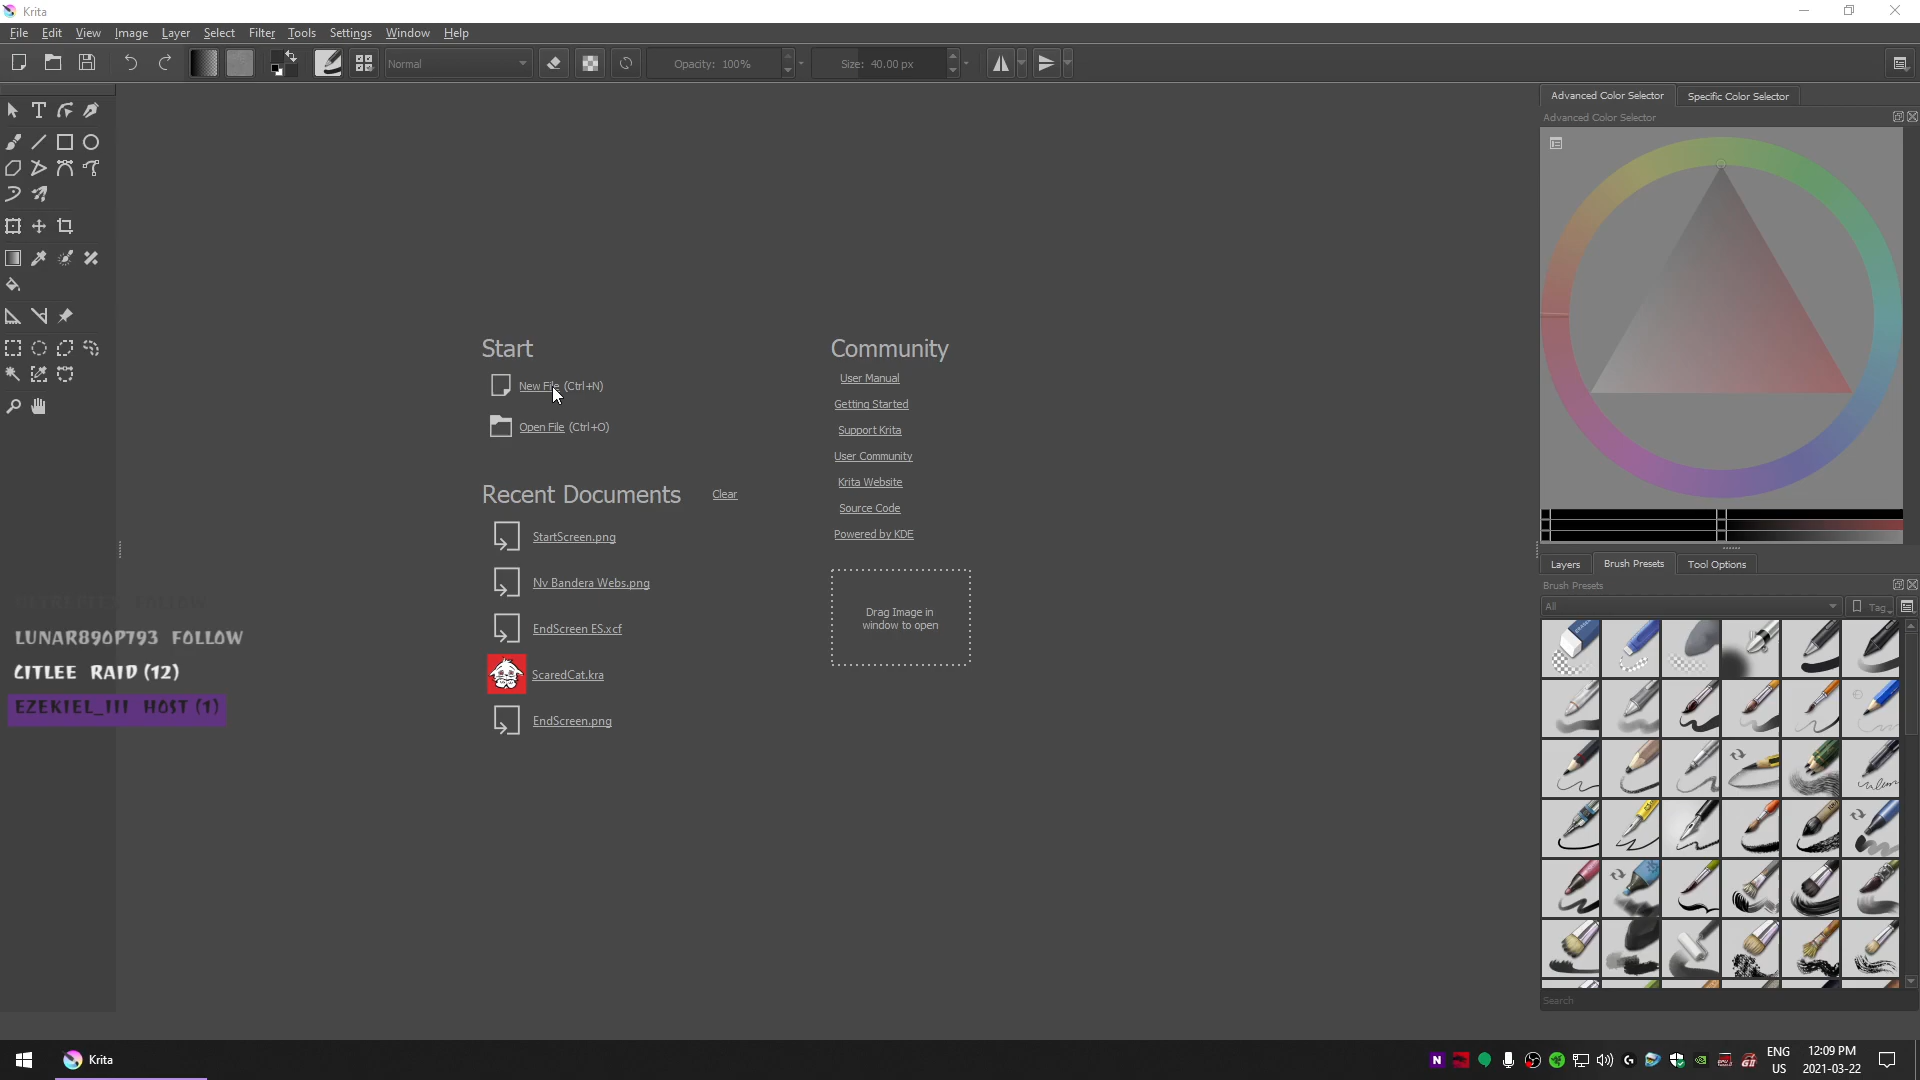 Krita
File Edit View Image Layer Select Filter Tools Settings Window Help
Normal Opacity: 100% Size: 40.00 px
Advanced Color Selector Specific Color Selector
Advanced Color Selector
Start
New File (Ctrl+N)
Open File (Ctrl+O)
Recent Documents Clear
StartScreen.png
Nv Bandera Webs.png
EndScreen ES.xcf
ScaredCat.kra
EndScreen.png
Community
User Manual
Getting Started
Support Krita
User Community
Krita Website
Source Code
Powered by KDE
Drag Image in
window to open
LUNAR890P793 FOLLOW
CITLEE RAID (12)
EZEKIEL_III HOST (1)
Layers Brush Presets Tool Options
Brush Presets
All Tag
Search
Krita
ENG
US
12:09 PM
2021-03-22